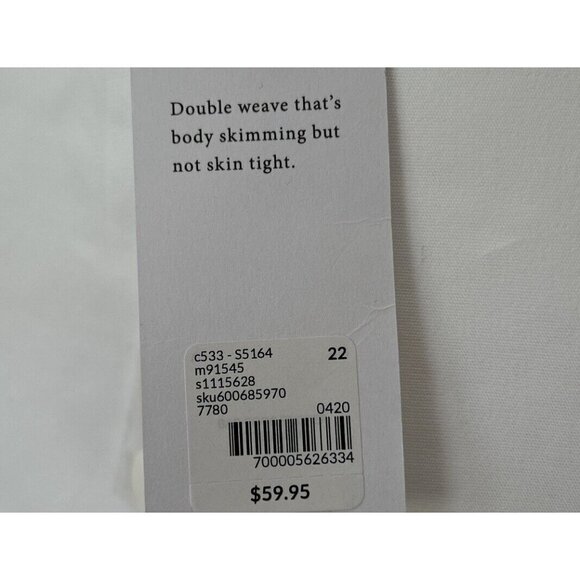 Double weave that's
body skimming but
not skin tight.
c533 - S5164 22
m91545
s1115628
sku600685970
7780 0420
700005626334
$59.95